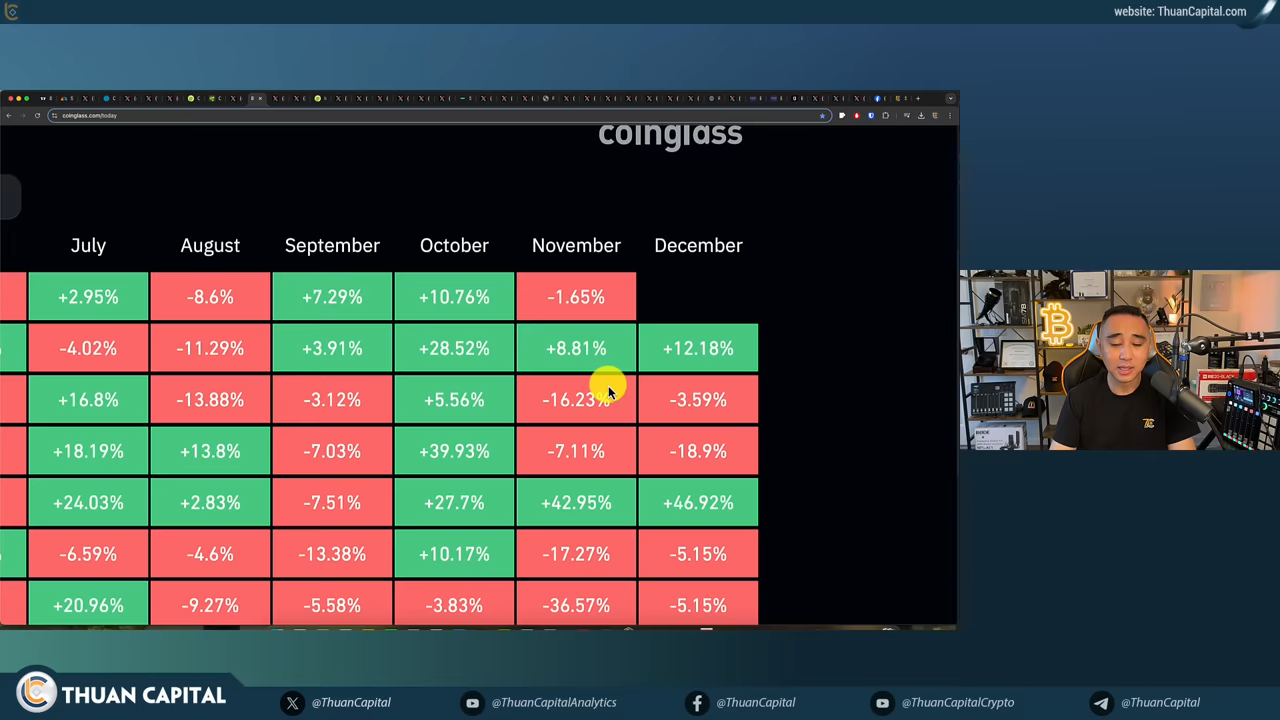 website: ThuanCapital.com
coinglass.com/today
coinglass
July August September October November December
+2.95% -8.6% +7.29% +10.76% -1.65%
-4.02% -11.29% +3.91% +28.52% +8.81% +12.18%
+16.8% -13.88% -3.12% +5.56% -16.23% -3.59%
+18.19% +13.8% -7.03% +39.93% -7.11% -18.9%
+24.03% +2.83% -7.51% +27.7% +42.95% +46.92%
-6.59% -4.6% -13.38% +10.17% -17.27% -5.15%
+20.96% -9.27% -5.58% -3.83% -36.57% -5.15%
THUAN CAPITAL
@ThuanCapital
@ThuanCapitalAnalytics
@ThuanCapital
@ThuanCapitalCrypto
@ThuanCapital